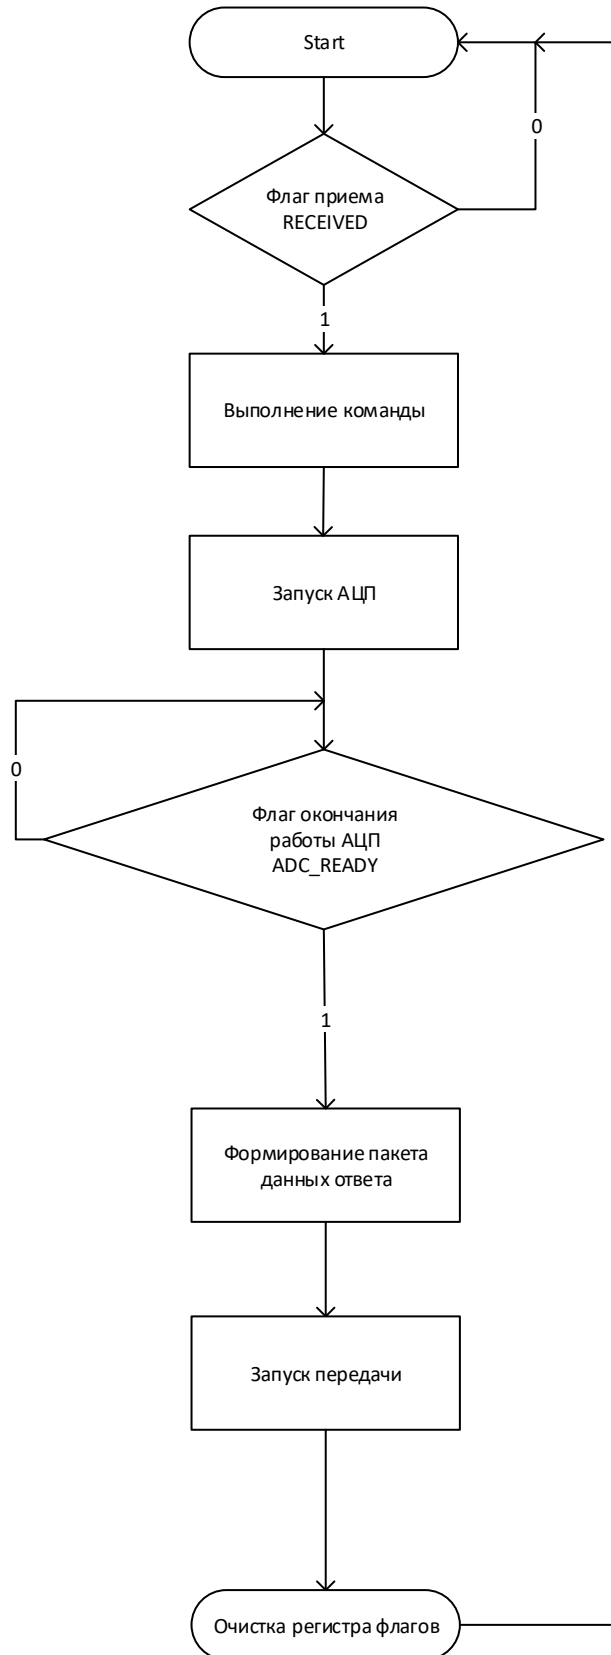 Start
0
Флаг приема
RECEIVED
1
Выполнение команды
Запуск АЦП
0
Флаг окончания
работы АЦП
ADC_READY
1
Формирование пакета
данных ответа
Запуск передачи
Очистка регистра флагов